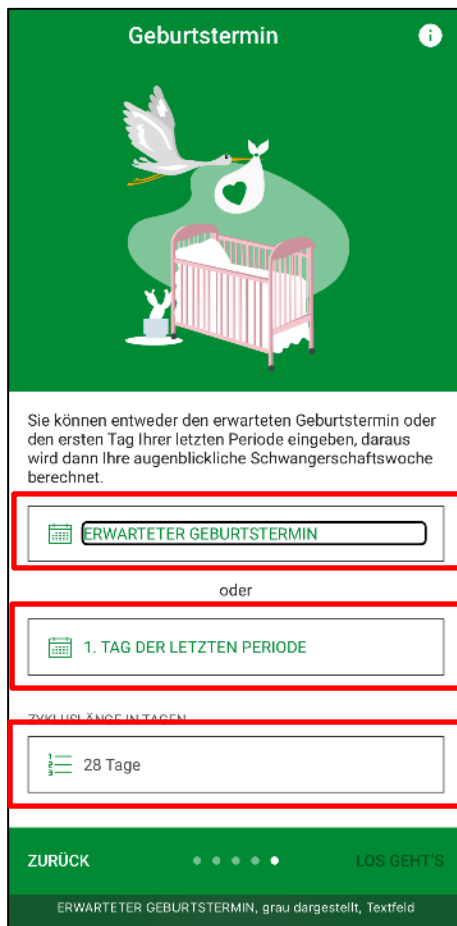 Geburtstermin
Sie können entweder den erwarteten Geburtstermin oder
den ersten Tag Ihrer letzten Periode eingeben, daraus
wird dann Ihre augenblickliche Schwangerschaftswoche
berechnet.
ERWARTETER GEBURTSTERMIN
oder
1. TAG DER LETZTEN PERIODE
ZYKLUSLÄNGE IN TAGEN
28 Tage
ZURÜCK
LOS GEHT'S
ERWARTETER GEBURTSTERMIN, grau dargestellt, Textfeld